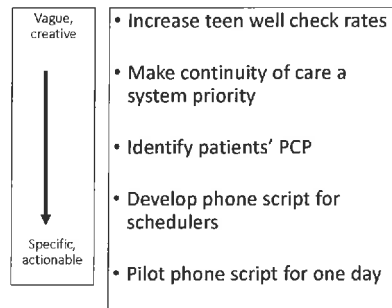 Vague,
creative
Specific,
actionable
• Increase teen well check rates
• Make continuity of care a
system priority
• Identify patients' PCP
• Develop phone script for
schedulers
• Pilot phone script for one day